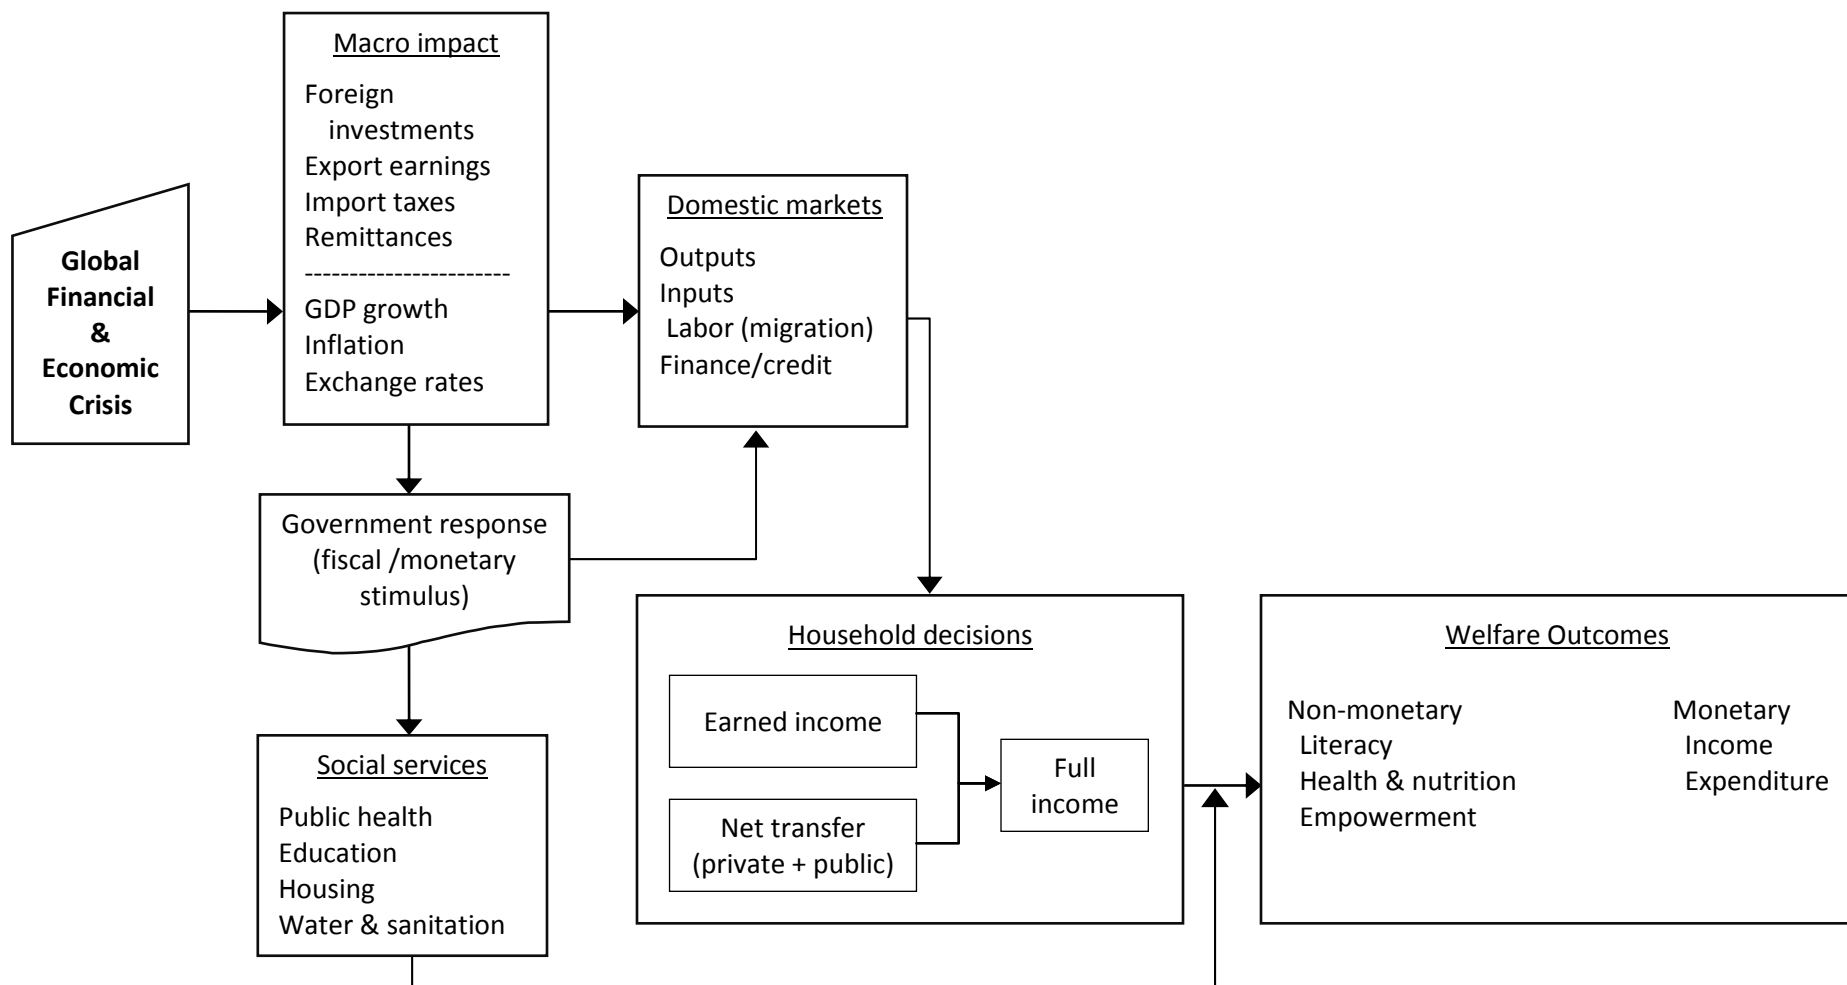 Global
Financial
&
Economic
Crisis
Macro impact
Foreign
investments
Export earnings
Import taxes
Remittances
-----------------------
GDP growth
Inflation
Exchange rates
Domestic markets
Outputs
Inputs
Labor (migration)
Finance/credit
Government response
(fiscal /monetary
stimulus)
Social services
Public health
Education
Housing
Water & sanitation
Household decisions
Earned income
Net transfer
(private + public)
Full
income
Welfare Outcomes
Non-monetary
Literacy
Health & nutrition
Empowerment
Monetary
Income
Expenditure